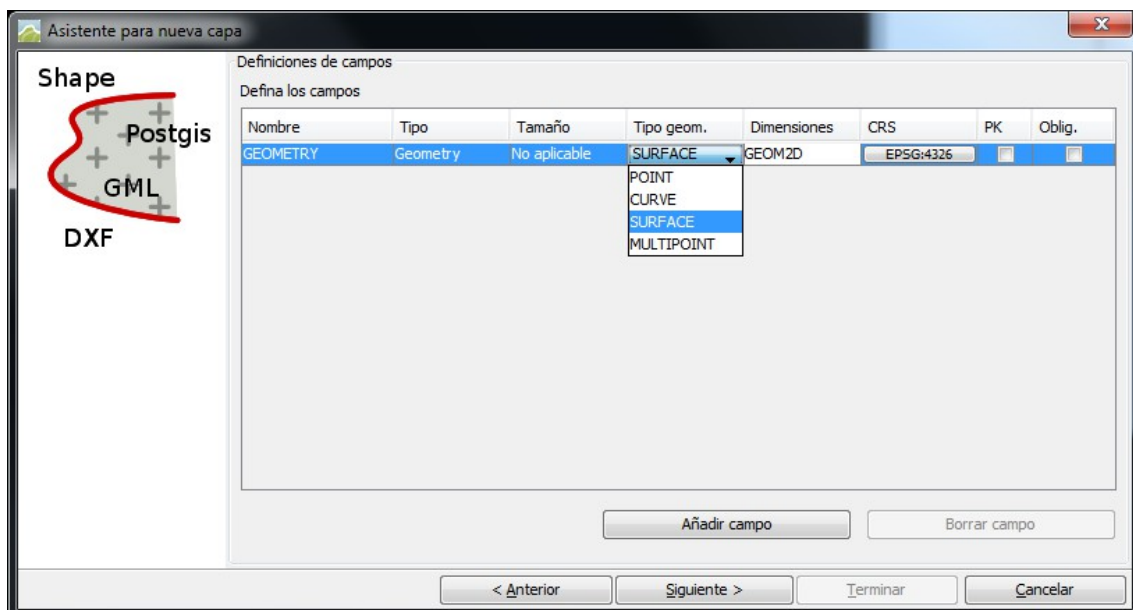 Asistente para nueva capa
Shape
Postgis
GML
DXF
Definiciones de campos
Defina los campos
Nombre Tipo Tamaño Tipo geom. Dimensiones CRS PK Oblig.
GEOMETRY Geometry No aplicable SURFACE GEOM2D EPSG:4326
POINT
CURVE
SURFACE
MULTIPOINT
Añadir campo Borrar campo
< Anterior Siguiente > Terminar Cancelar